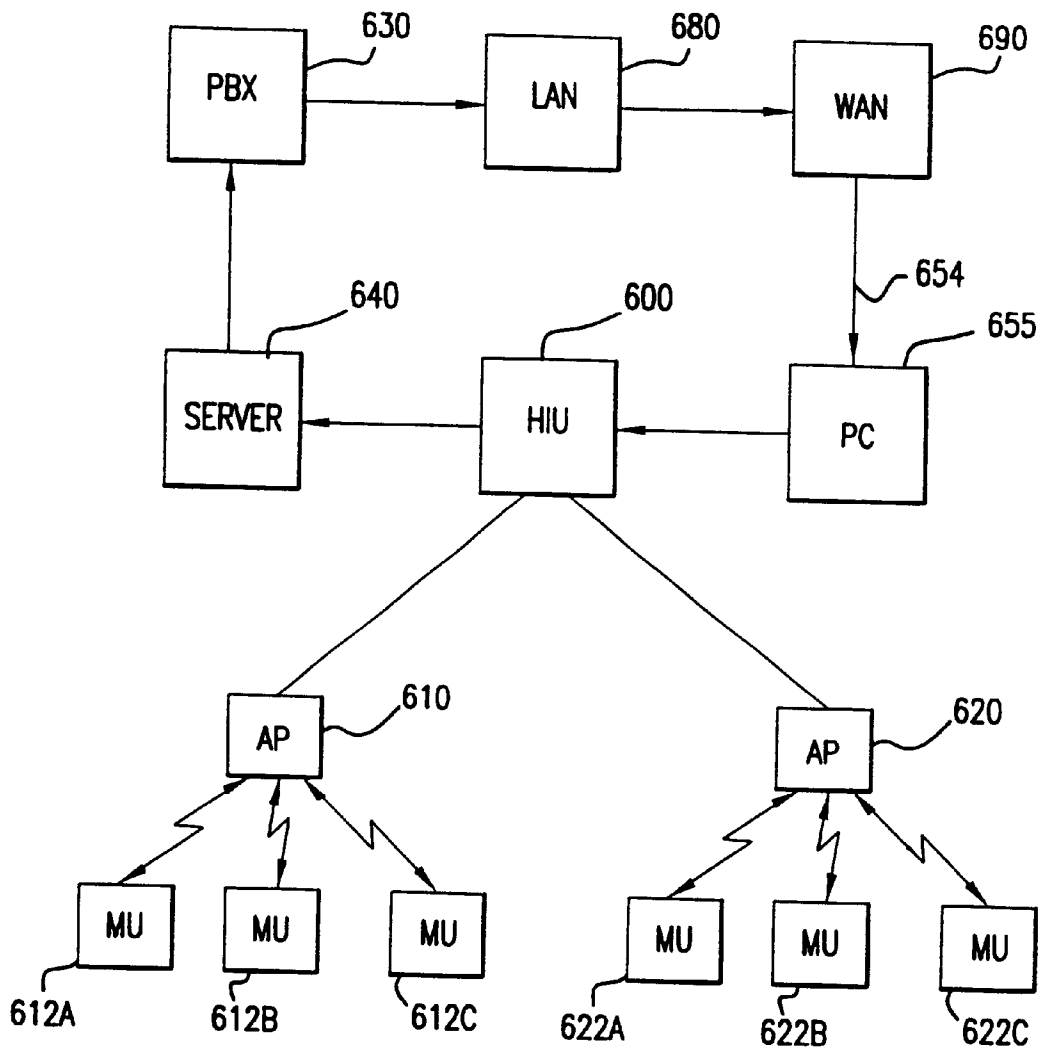 630
680
690
PBX
LAN
WAN
654
640
600
655
SERVER
HIU
PC
610
620
AP
AP
MU
MU
MU
MU
MU
MU
612A
612B
612C
622A
622B
622C